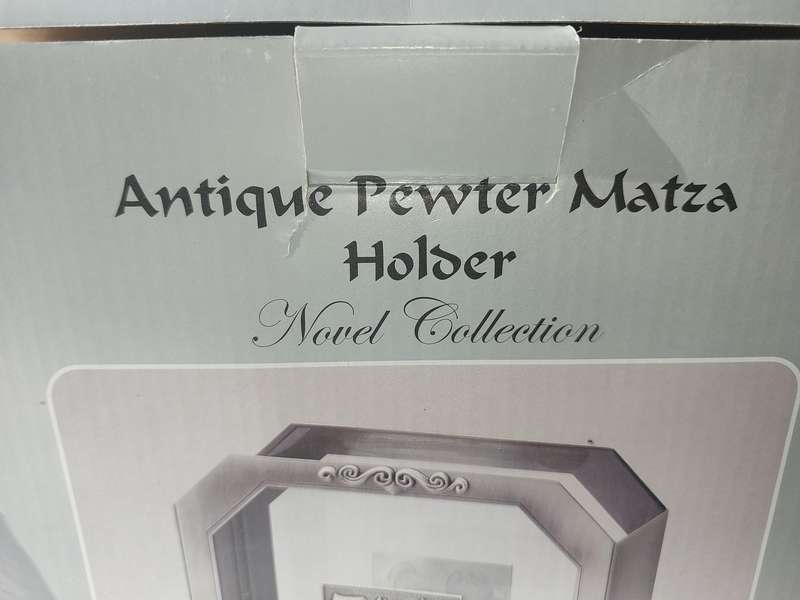 Antique Pewter Matza
Holder
Novel Collection